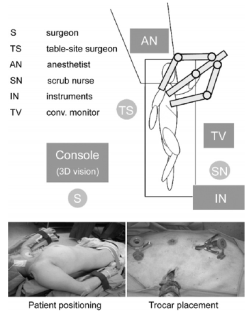 S surgeon
TS table-site surgeon
AN anesthetist
SN scrub nurse
IN instruments
TV conv. monitor
AN
TS
TV
Console
(3D vision)
SN
S
IN
Patient positioning
Trocar placement